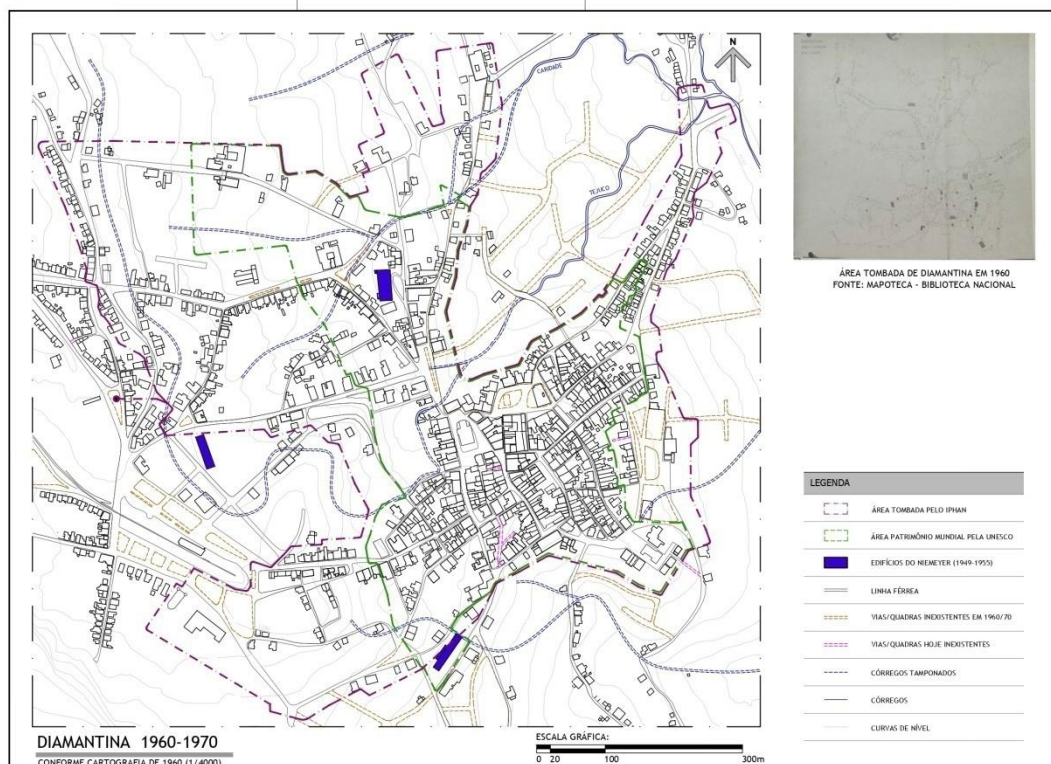 N
CARIDADE
TEJUCO
ÁREA TOMBADA DE DIAMANTINA EM 1960
FONTE: MAPOTECA - BIBLIOTECA NACIONAL
LEGENDA
ÁREA TOMBADA PELO IPHAN
ÁREA PATRIMÔNIO MUNDIAL PELA UNESCO
EDIFÍCIOS DO NIEMEYER (1949-1955)
LINHA FÉRREA
VIAS/QUADRAS INEXISTENTES EM 1960/70
VIAS/QUADRAS HOJE INEXISTENTES
CÓRREGOS TAMPONADOS
CÓRREGOS
CURVAS DE NÍVEL
DIAMANTINA 1960-1970
CONFORME CARTOGRAFIA DE 1960 (1/4000)
ESCALA GRÁFICA:
0 20 100 300m